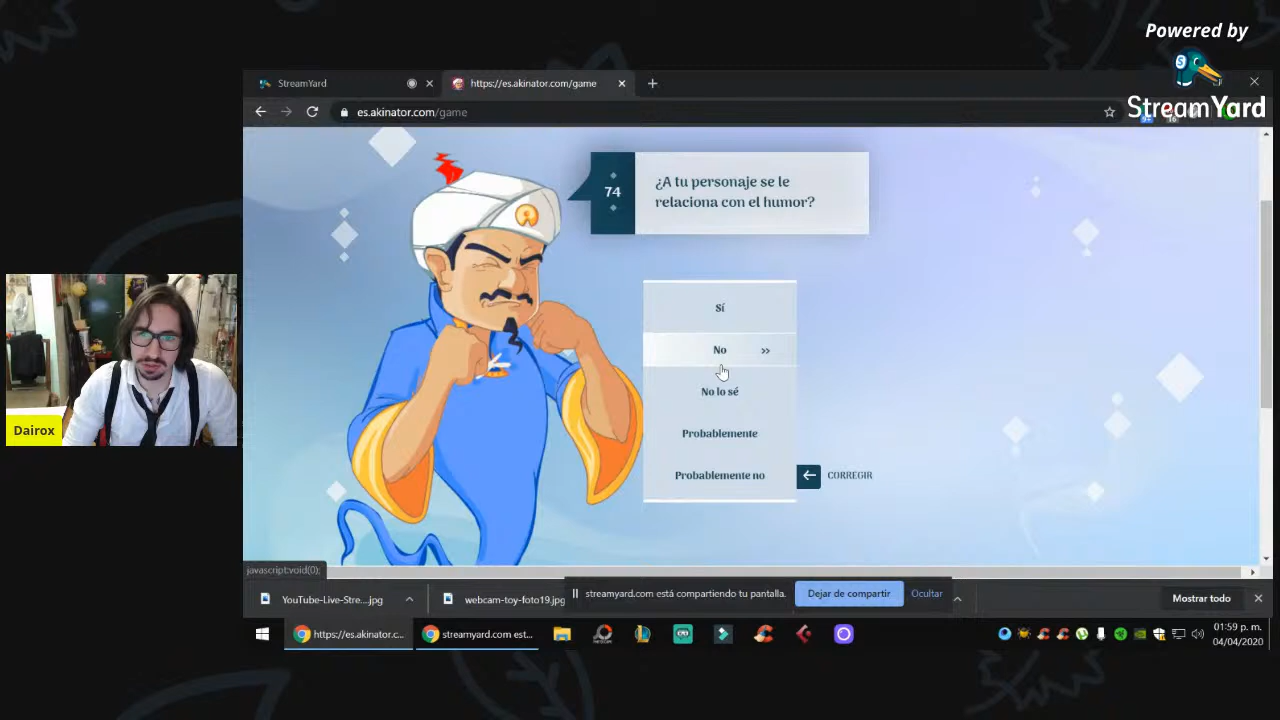 Powered by
StreamYard
StreamYard
https://es.akinator.com/game
es.akinator.com/game
74
¿A tu personaje se le
relaciona con el humor?
Sí
No
No lo sé
Probablemente
Probablemente no
CORREGIR
Dairox
javascript:void(0);
YouTube-Live-Stre....jpg
webcam-toy-foto19.jpg
streamyard.com está compartiendo tu pantalla.
Dejar de compartir
Ocultar
Mostrar todo
https://es.akinator.c...
streamyard.com est...
01:59 p. m.
04/04/2020